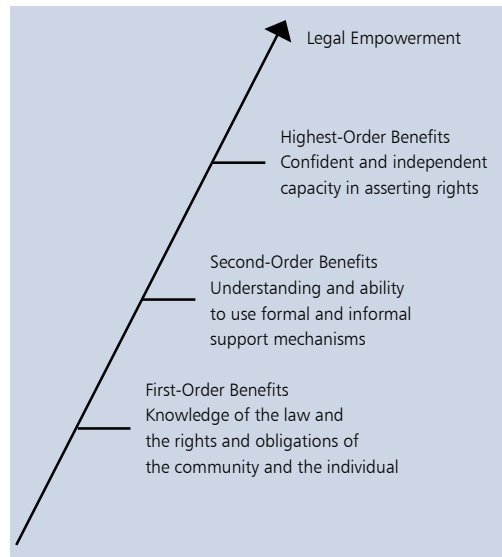 Legal Empowerment
Highest-Order Benefits
Confident and independent
capacity in asserting rights
Second-Order Benefits
Understanding and ability
to use formal and informal
support mechanisms
First-Order Benefits
Knowledge of the law and
the rights and obligations of
the community and the individual